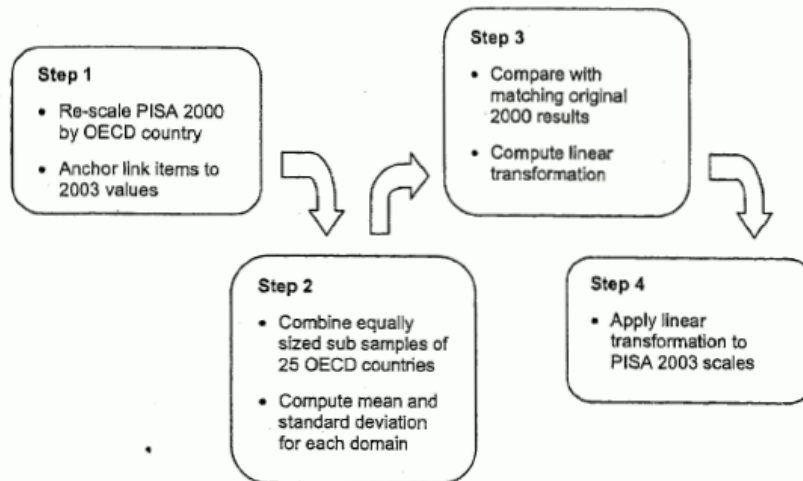 Step 1
• Re-scale PISA 2000
by OECD country
• Anchor link items to
2003 values
Step 2
• Combine equally
sized sub samples of
25 OECD countries
• Compute mean and
standard deviation
for each domain
Step 3
• Compare with
matching original
2000 results
• Compute linear
transformation
Step 4
• Apply linear
transformation to
PISA 2003 scales